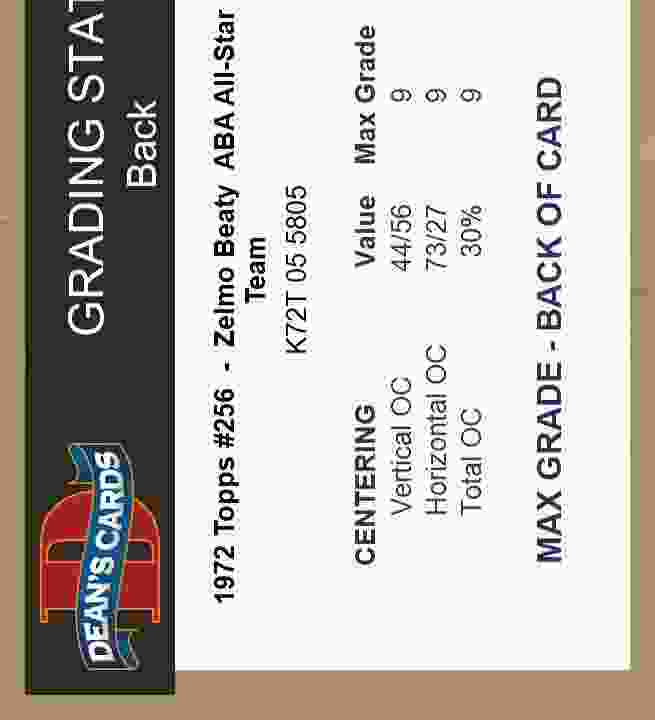 DEAN'S CARDS
GRADING STAT
Back
1972 Topps #256 - Zelmo Beaty ABA All-Star
Team
K72T 05 5805
CENTERING Value Max Grade
Vertical OC 44/56 9
Horizontal OC 73/27 9
Total OC 30% 9
MAX GRADE - BACK OF CARD